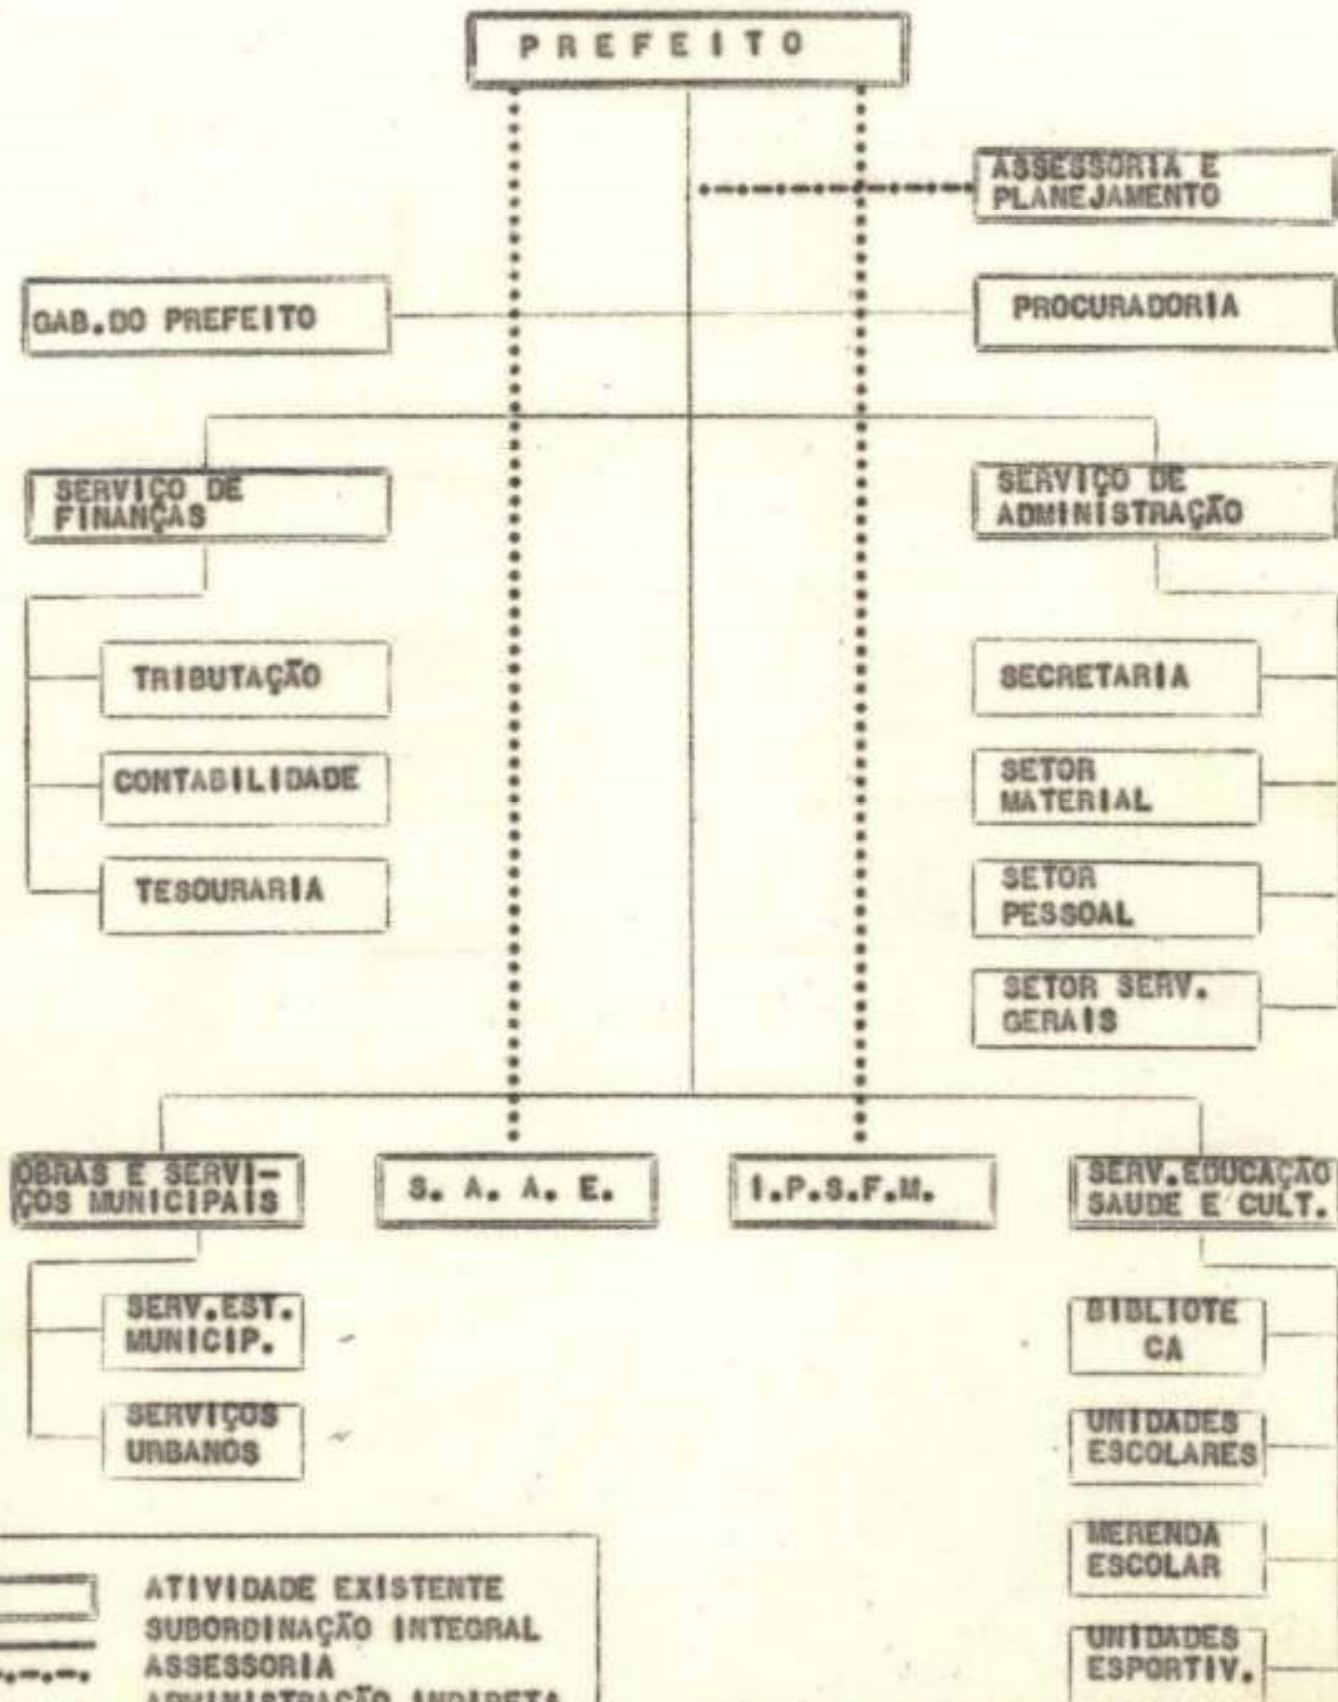 PREFEITO
ASSESSORIA E
PLANEJAMENTO
GAB.DO PREFEITO
PROCURADORIA
SERVIÇO DE
FINANÇAS
SERVIÇO DE
ADMINISTRAÇÃO
TRIBUTAÇÃO
CONTABILIDADE
TESOURARIA
SECRETARIA
SETOR
MATERIAL
SETOR
PESSOAL
SETOR SERV.
GERAIS
OBRAS E SERVI-
ÇOS MUNICIPAIS
S. A. A. E.
I.P.S.F.M.
SERV.EDUCAÇÃO
SAUDE E CULT.
SERV.EST.
MUNICIP.
SERVIÇOS
URBANOS
BIBLIOTE
CA
UNIDADES
ESCOLARES
MERENDA
ESCOLAR
UNIDADES
ESPORTIV.
ATIVIDADE EXISTENTE
SUBORDINAÇÃO INTEGRAL
ASSESSORIA
ADMINISTRAÇÃO INDIRETA